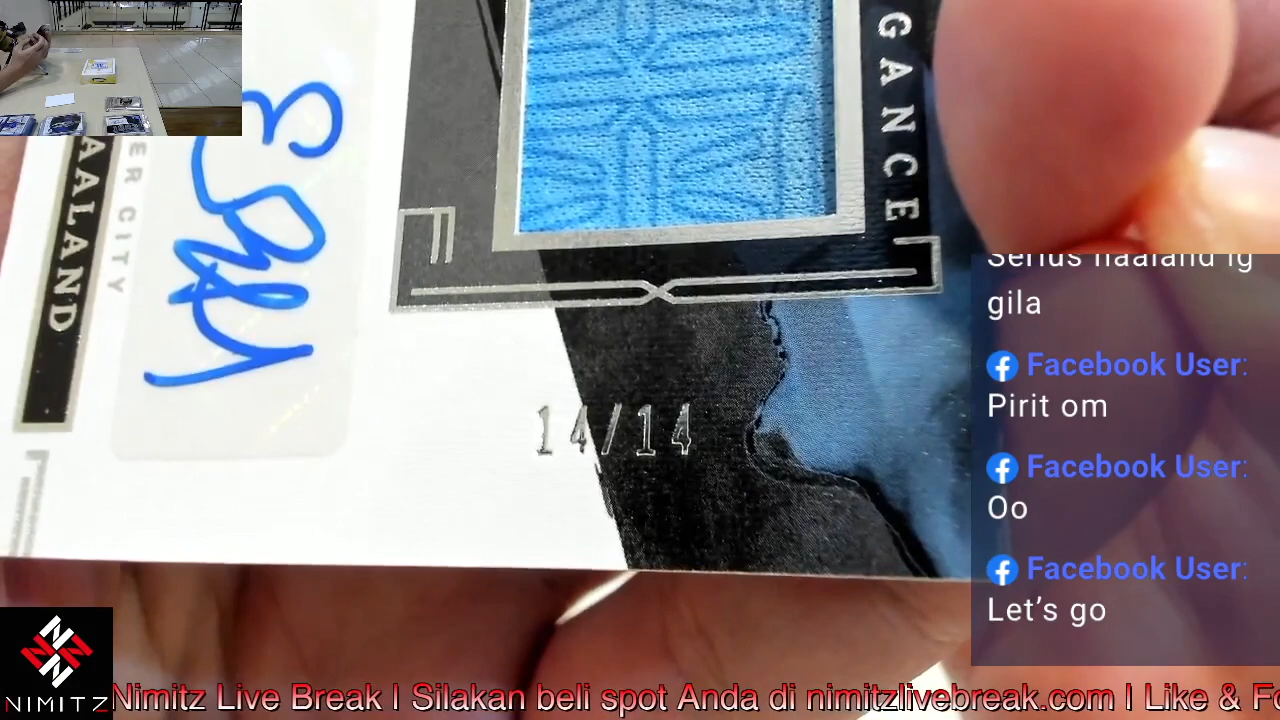 GANCE
AALAND
ER CITY
14/14
Serius haaland lg
gila
Facebook User:
Pirit om
Facebook User:
Oo
Facebook User:
Let's go
NIMITZ
Nimitz Live Break I Silakan beli spot Anda di nimitzlivebreak.com I Like & Fo